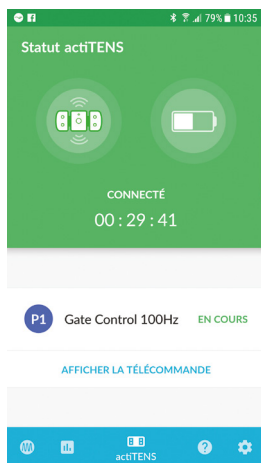 79% 10:35
Statut actiTENS
CONNECTÉ
00 : 29 : 41
P1 Gate Control 100Hz EN COURS
AFFICHER LA TÉLÉCOMMANDE
actiTENS